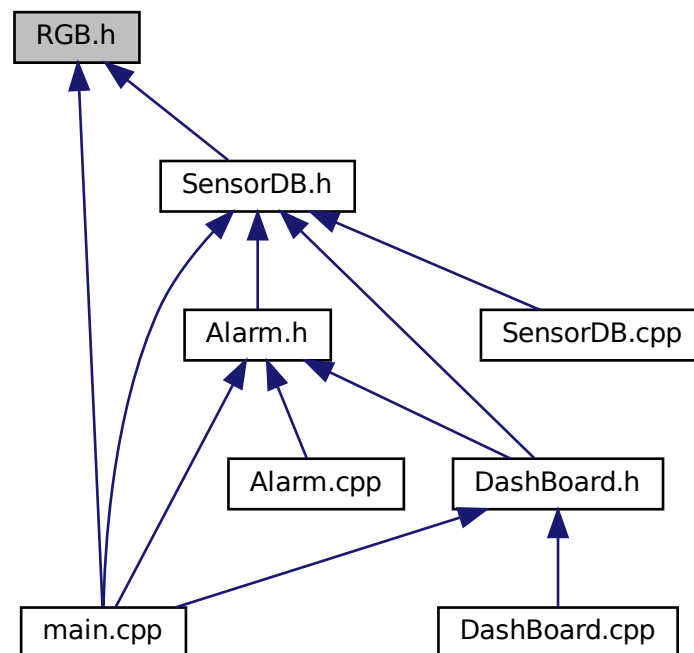 RGB.h
SensorDB.h
Alarm.h
SensorDB.cpp
Alarm.cpp
DashBoard.h
main.cpp
DashBoard.cpp